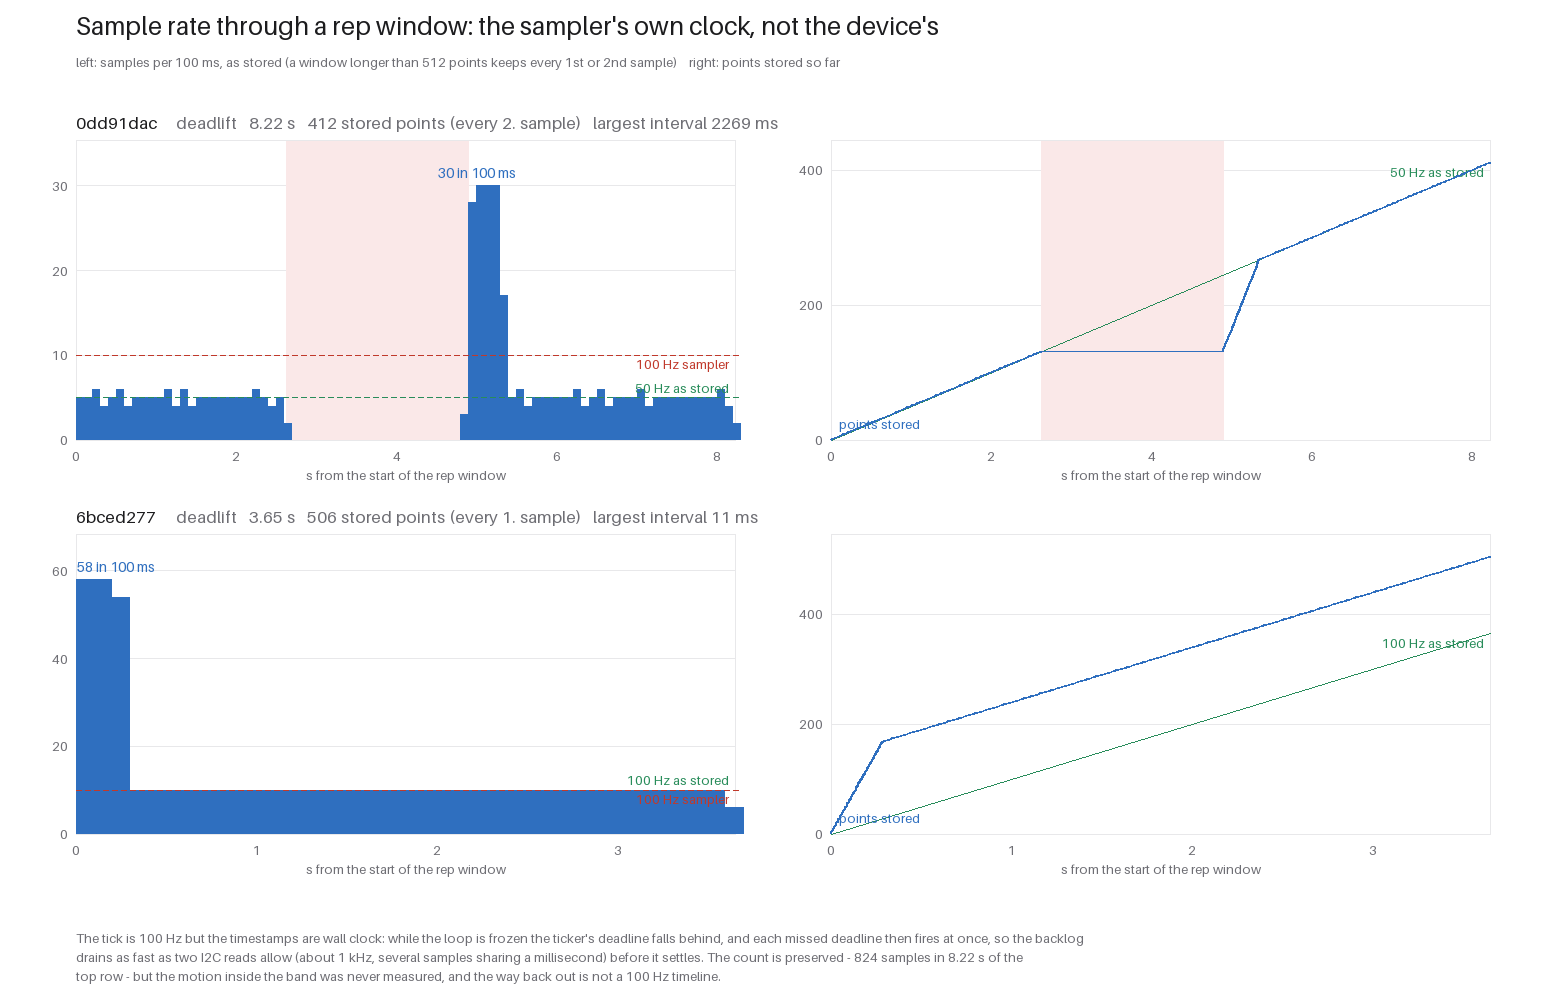 Sample rate through a rep window: the sampler's own clock, not the device's
left: samples per 100 ms, as stored (a window longer than 512 points keeps every 1st or 2nd sample)   right: points stored so far
0dd91dac   deadlift   8.22 s   412 stored points (every 2. sample)   largest interval 2269 ms
30 in 100 ms
30
20
10
0
100 Hz sampler
50 Hz as stored
0 2 4 6 8
s from the start of the rep window
400
200
0
50 Hz as stored
points stored
0 2 4 6 8
s from the start of the rep window
6bced277   deadlift   3.65 s   506 stored points (every 1. sample)   largest interval 11 ms
58 in 100 ms
60
40
20
0
100 Hz as stored
100 Hz sampler
0 1 2 3
s from the start of the rep window
400
200
0
100 Hz as stored
points stored
0 1 2 3
s from the start of the rep window
The tick is 100 Hz but the timestamps are wall clock: while the loop is frozen the ticker's deadline falls behind, and each missed deadline then fires at once, so the backlog
drains as fast as two I2C reads allow (about 1 kHz, several samples sharing a millisecond) before it settles. The count is preserved - 824 samples in 8.22 s of the
top row - but the motion inside the band was never measured, and the way back out is not a 100 Hz timeline.